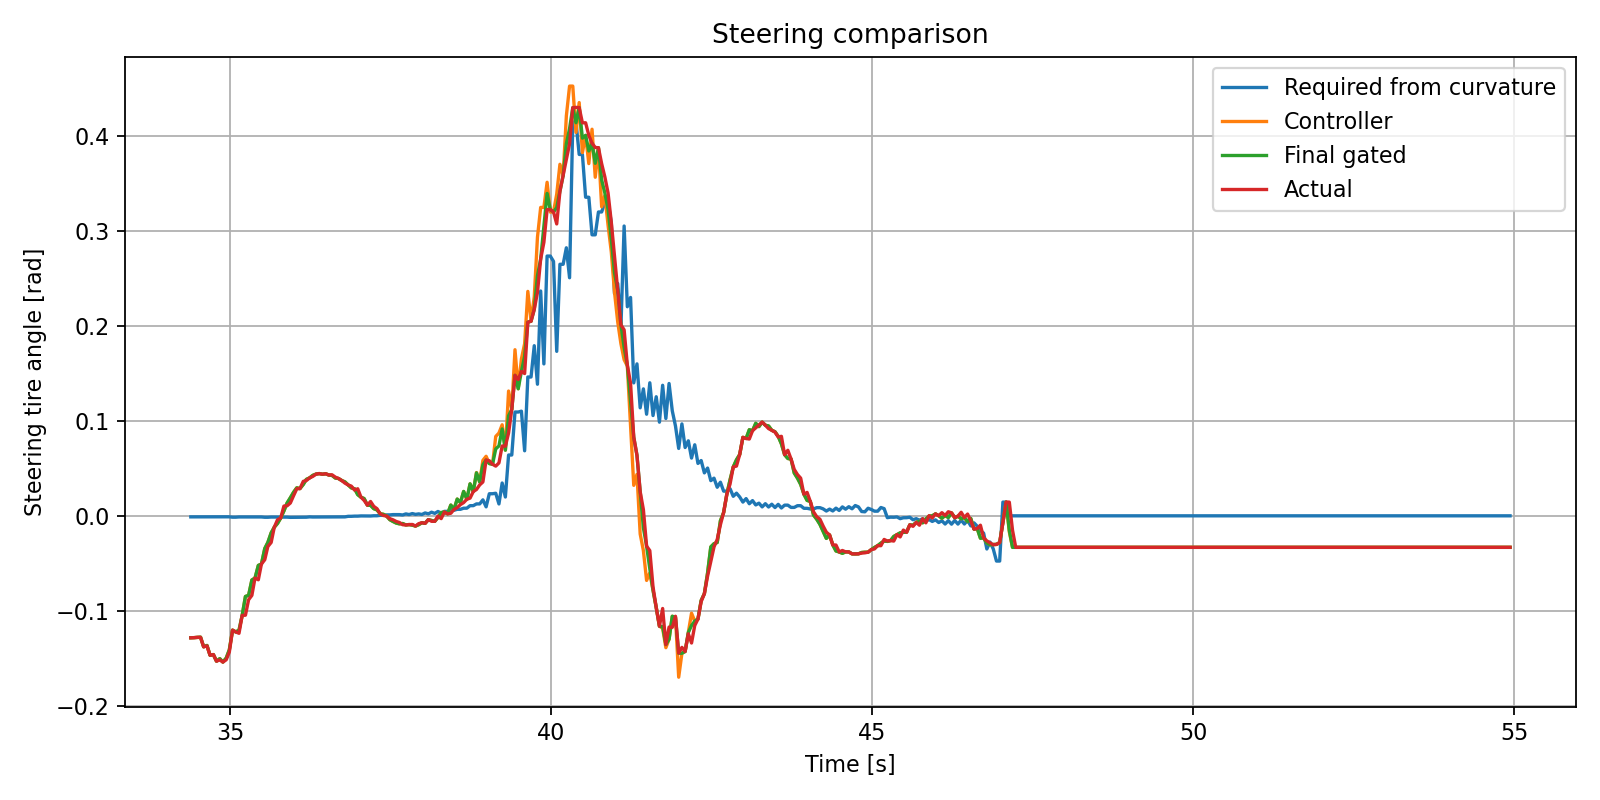 Steering comparison
Required from curvature
Controller
Final gated
Actual
Steering tire angle [rad]
0.4
0.3
0.2
0.1
0.0
−0.1
−0.2
35 40 45 50 55
Time [s]